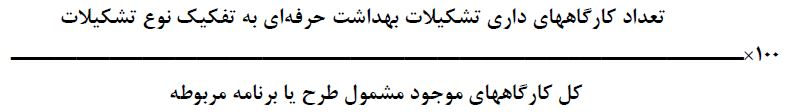 تعداد کارگاههای داری تشکیلات بهداشت حرفه‌ای به تفکیک نوع تشکیلات
×۱۰۰
کل کارگاههای موجود مشمول طرح یا برنامه مربوطه